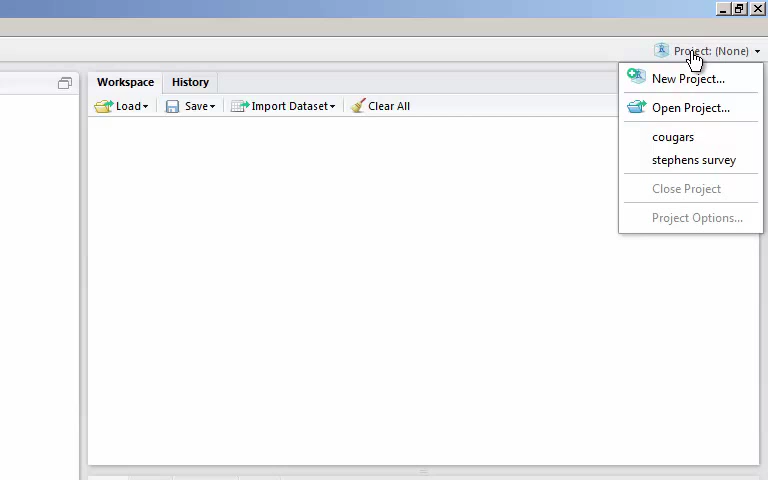 Project: (None)
Workspace History
Load Save Import Dataset Clear All
New Project...
Open Project...
cougars
stephens survey
Close Project
Project Options...